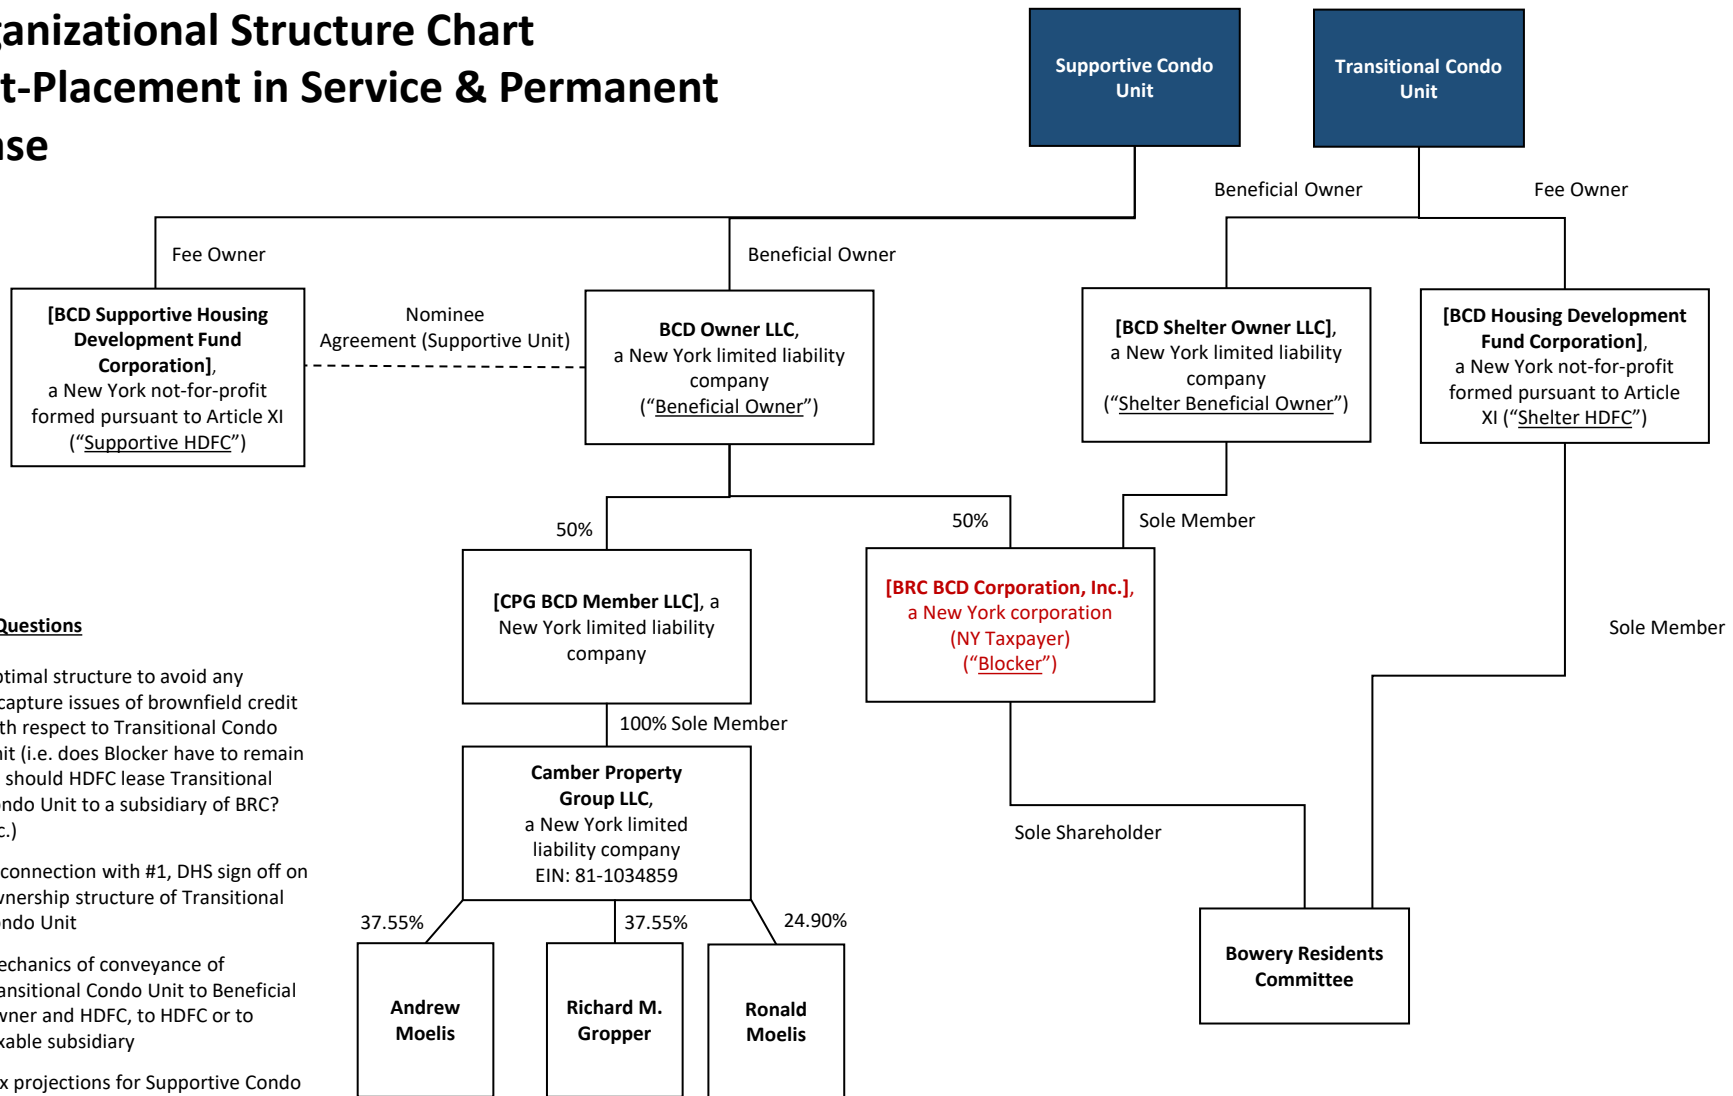 ganizational Structure Chart
t-Placement in Service & Permanent
ase
Supportive Condo
Unit
Transitional Condo
Unit
Beneficial Owner
Fee Owner
Fee Owner
Beneficial Owner
[BCD Supportive Housing
Development Fund
Corporation],
a New York not-for-profit
formed pursuant to Article XI
(“Supportive HDFC”)
Nominee
Agreement (Supportive Unit)
BCD Owner LLC,
a New York limited liability
company
(“Beneficial Owner”)
[BCD Shelter Owner LLC],
a New York limited liability
company
(“Shelter Beneficial Owner”)
[BCD Housing Development
Fund Corporation],
a New York not-for-profit
formed pursuant to Article
XI (“Shelter HDFC”)
50%
50%
Sole Member
[CPG BCD Member LLC], a
New York limited liability
company
[BRC BCD Corporation, Inc.],
a New York corporation
(NY Taxpayer)
(“Blocker”)
Sole Member
100% Sole Member
Camber Property
Group LLC,
a New York limited
liability company
EIN: 81-1034859
Sole Shareholder
37.55%
37.55%
24.90%
Andrew
Moelis
Richard M.
Gropper
Ronald
Moelis
Bowery Residents
Committee
Questions
ptimal structure to avoid any
capture issues of brownfield credit
th respect to Transitional Condo
nit (i.e. does Blocker have to remain
should HDFC lease Transitional
ondo Unit to a subsidiary of BRC?
c.)
connection with #1, DHS sign off on
wnership structure of Transitional
ondo Unit
echanics of conveyance of
ansitional Condo Unit to Beneficial
wner and HDFC, to HDFC or to
xable subsidiary
x projections for Supportive Condo